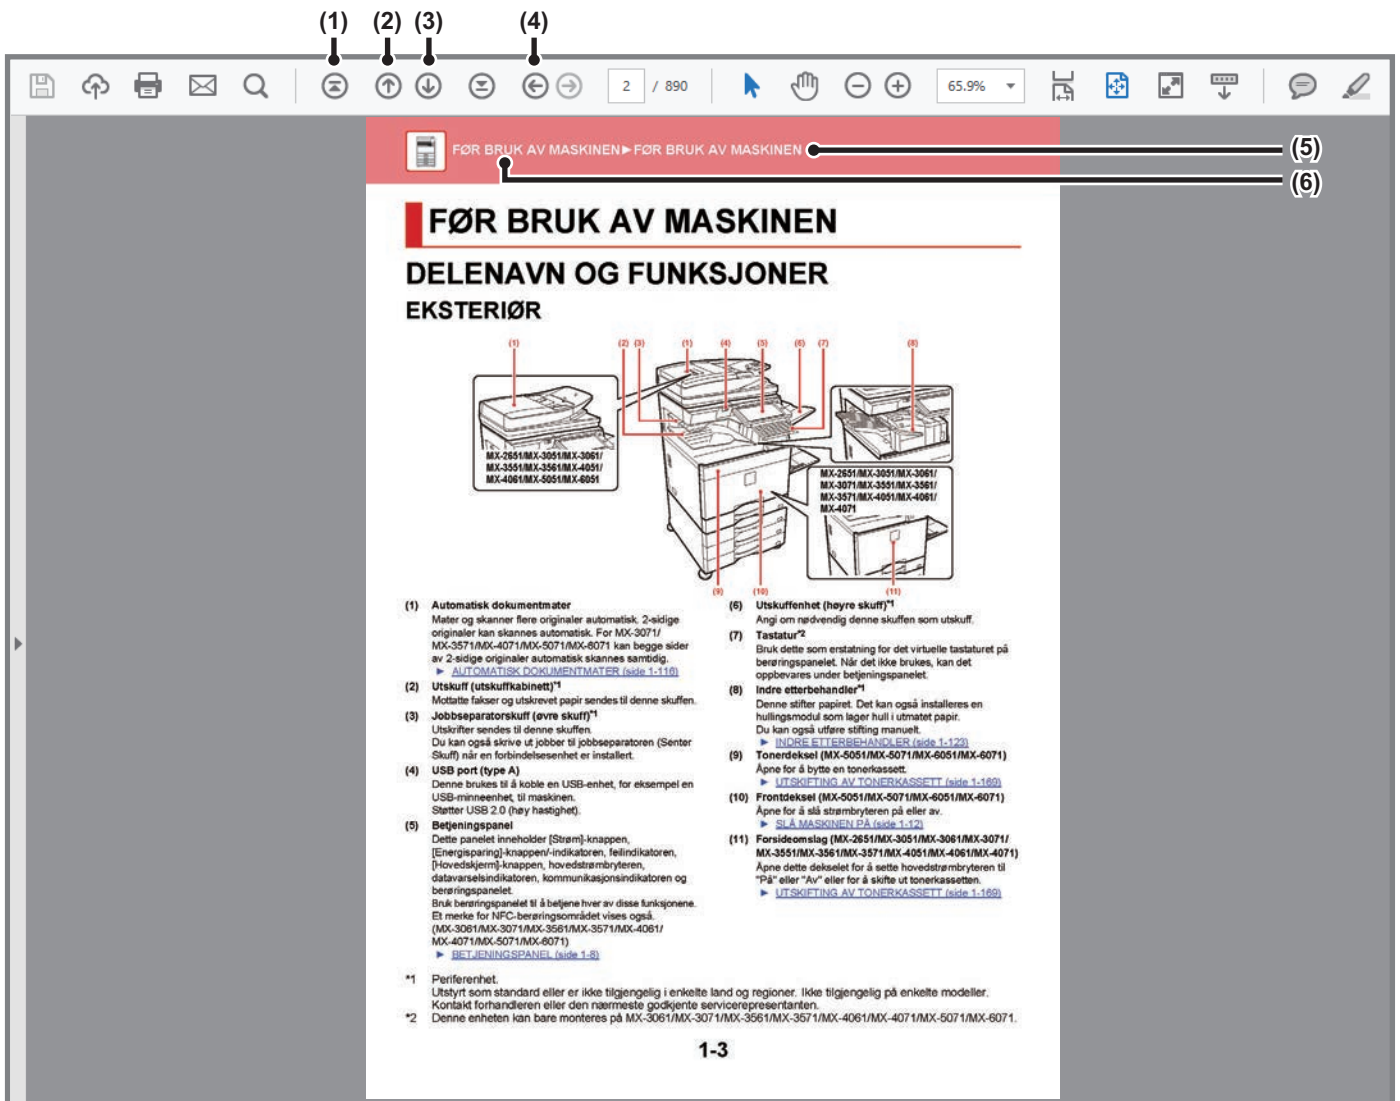 (1) (2) (3) (4)
2 / 890 65.9%
FØR BRUK AV MASKINEN►FØR BRUK AV MASKINEN
(5)
(6)
FØR BRUK AV MASKINEN
DELENAVN OG FUNKSJONER
EKSTERIØR
(1) (2) (3) (1) (4) (5) (6) (7) (8)
MX-2651/MX-3051/MX-3061/
MX-3551/MX-3561/MX-4051/
MX-4061/MX-5051/MX-6051
MX-2651/MX-3051/MX-3061/
MX-3071/MX-3551/MX-3561/
MX-3571/MX-4051/MX-4061/
MX-4071
(9) (10) (11)
(1) Automatisk dokumentmater
Mater og skanner flere originaler automatisk. 2-sidige
originaler kan skannes automatisk. For MX-3071/
MX-3571/MX-4071/MX-5071/MX-6071 kan begge sider
av 2-sidige originaler automatisk skannes samtidig.
► AUTOMATISK DOKUMENTMATER (side 1-116)
(2) Utskuff (utskuffkabinett)*1
Mottatte fakser og utskrevet papir sendes til denne skuffen.
(3) Jobbseparatorskuff (øvre skuff)*1
Utskrifter sendes til denne skuffen.
Du kan også skrive ut jobber til jobbseparatoren (Senter
Skuff) når en forbindelsesenhet er installert.
(4) USB port (type A)
Denne brukes til å koble en USB-enhet, for eksempel en
USB-minneenhet, til maskinen.
Støtter USB 2.0 (høy hastighet).
(5) Betjeningspanel
Dette panelet inneholder [Strøm]-knappen,
[Energisparing]-knappen/-indikatoren, feilindikatoren,
[Hovedskjerm]-knappen, hovedstrømbryteren,
datavarselsindikatoren, kommunikasjonsindikatoren og
berøringspanelet.
Bruk berøringspanelet til å betjene hver av disse funksjonene.
Et merke for NFC-berøringsområdet vises også.
(MX-3061/MX-3071/MX-3561/MX-3571/MX-4061/
MX-4071/MX-5071/MX-6071)
► BETJENINGSPANEL (side 1-8)
(6) Utskuffenhet (høyre skuff)*1
Angi om nødvendig denne skuffen som utskuff.
(7) Tastatur*2
Bruk dette som erstatning for det virtuelle tastaturet på
berøringspanelet. Når det ikke brukes, kan det
oppbevares under betjeningspanelet.
(8) Indre etterbehandler*1
Denne stifter papiret. Det kan også installeres en
hullingsmodul som lager hull i utmatet papir.
Du kan også utføre stifting manuelt.
► INDRE ETTERBEHANDLER (side 1-123)
(9) Tonerdeksel (MX-5051/MX-5071/MX-6051/MX-6071)
Åpne for å bytte en tonerkassett.
► UTSKIFTING AV TONERKASSETT (side 1-169)
(10) Frontdeksel (MX-5051/MX-5071/MX-6051/MX-6071)
Åpne for å slå strømbryteren på eller av.
► SLÅ MASKINEN PÅ (side 1-12)
(11) Forsideomslag (MX-2651/MX-3051/MX-3061/MX-3071/
MX-3551/MX-3561/MX-3571/MX-4051/MX-4061/MX-4071)
Åpne dette dekselet for å sette hovedstrømbryteren til
"På" eller "Av" eller for å skifte ut tonerkassetten.
► UTSKIFTING AV TONERKASSETT (side 1-169)
*1 Periferenhet.
Utstyrt som standard eller er ikke tilgjengelig i enkelte land og regioner. Ikke tilgjengelig på enkelte modeller.
Kontakt forhandleren eller den nærmeste godkjente servicerepresentanten.
*2 Denne enheten kan bare monteres på MX-3061/MX-3071/MX-3561/MX-3571/MX-4061/MX-4071/MX-5071/MX-6071.
1-3